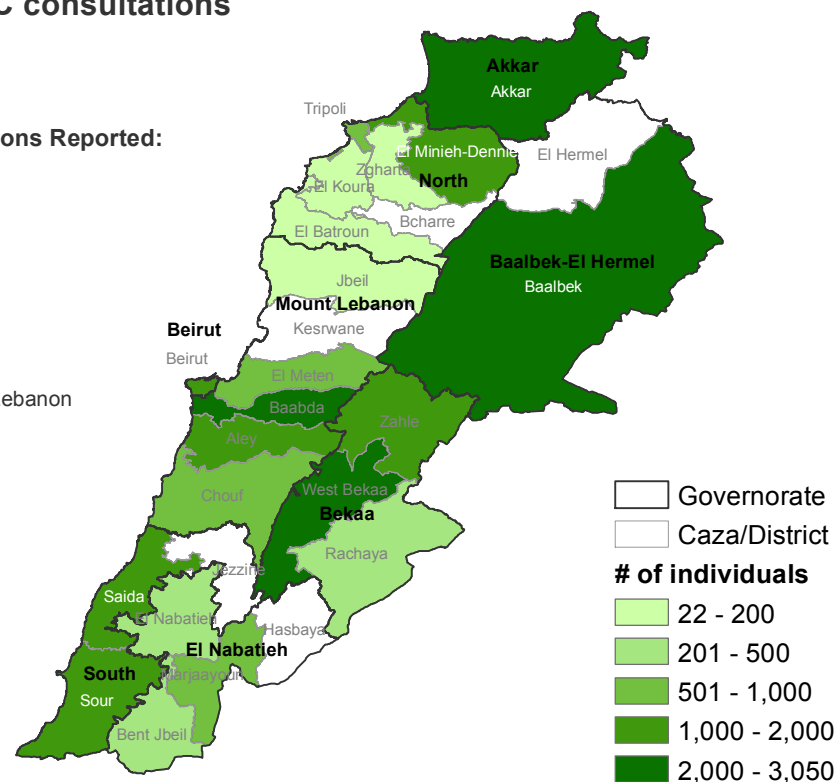 C consultations
ons Reported:
ebanon
Akkar
Akkar
Tripoli
El Minieh-Dennie
El Hermel
Zgharta
North
El Koura
Bcharre
El Batroun
Baalbek-El Hermel
Baalbek
Jbeil
Mount Lebanon
Kesrwane
Beirut
Beirut
El Meten
Baabda
Zahle
Aley
West Bekaa
Chouf
Bekaa
Rachaya
Jezzine
Saida
El Nabatieh
Hasbaya
El Nabatieh
South
Marjaayoun
Sour
Bent Jbeil
Governorate
Caza/District
# of individuals
22 - 200
201 - 500
501 - 1,000
1,000 - 2,000
2,000 - 3,050